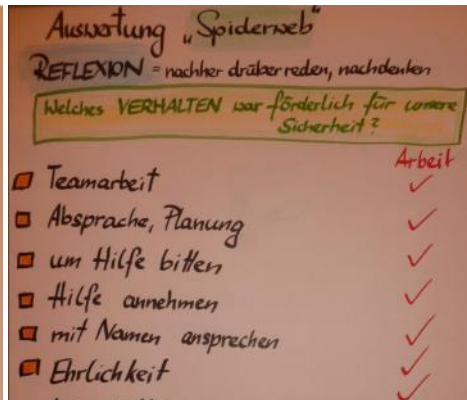 Auswertung „Spiderweb"
REFLEXION = nachher drüber reden, nachdenken
Welches VERHALTEN war förderlich für unsere
Sicherheit?
Arbeit
Teamarbeit ✓
Absprache, Planung ✓
um Hilfe bitten ✓
Hilfe annehmen ✓
mit Namen ansprechen ✓
Ehrlichkeit ✓